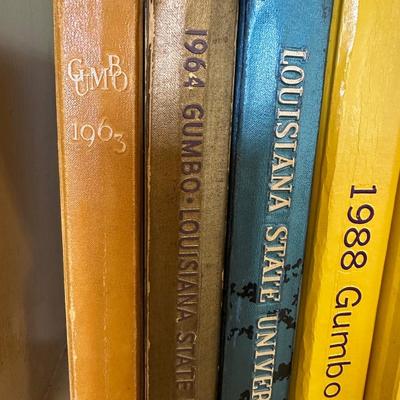 GUMBO
1963
1964 GUMBO · LOUISIANA STATE
LOUISIANA STATE UNIVER
1988 Gumbo